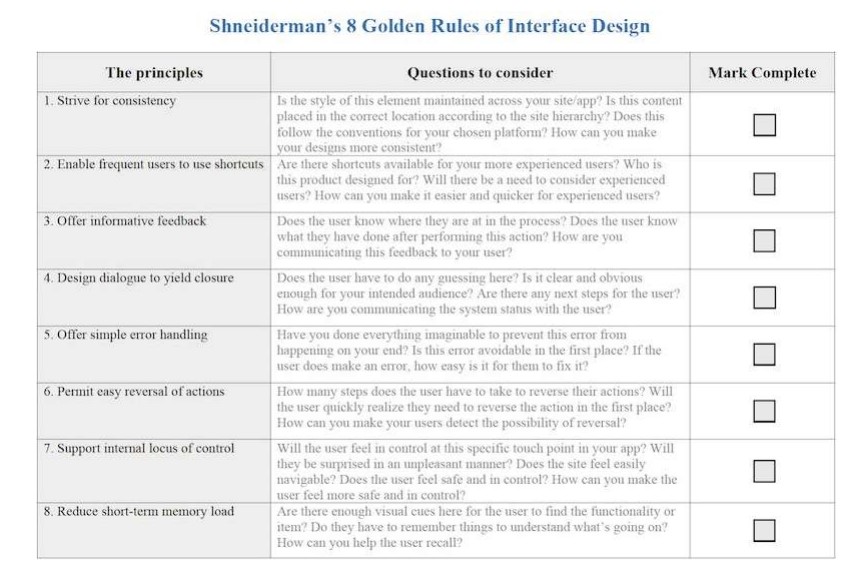 Shneiderman's 8 Golden Rules of Interface Design
The principles
Questions to consider
Mark Complete
1. Strive for consistency
Is the style of this element maintained across your site/app? Is this content
placed in the correct location according to the site hierarchy? Does this
follow the conventions for your chosen platform? How can you make
your designs more consistent?
2. Enable frequent users to use shortcuts
Are there shortcuts available for your more experienced users? Who is
this product designed for? Will there be a need to consider experienced
users? How can you make it easier and quicker for experienced users?
3. Offer informative feedback
Does the user know where they are at in the process? Does the user know
what they have done after performing this action? How are you
communicating this feedback to your user?
4. Design dialogue to yield closure
Does the user have to do any guessing here? Is it clear and obvious
enough for your intended audience? Are there any next steps for the user?
How are you communicating the system status with the user?
5. Offer simple error handling
Have you done everything imaginable to prevent this error from
happening on your end? Is this error avoidable in the first place? If the
user does make an error, how easy is it for them to fix it?
6. Permit easy reversal of actions
How many steps does the user have to take to reverse their actions? Will
the user quickly realize they need to reverse the action in the first place?
How can you make your users detect the possibility of reversal?
7. Support internal locus of control
Will the user feel in control at this specific touch point in your app? Will
they be surprised in an unpleasant manner? Does the site feel easily
navigable? Does the user feel safe and in control? How can you make the
user feel more safe and in control?
8. Reduce short-term memory load
Are there enough visual cues here for the user to find the functionality or
item? Do they have to remember things to understand what's going on?
How can you help the user recall?